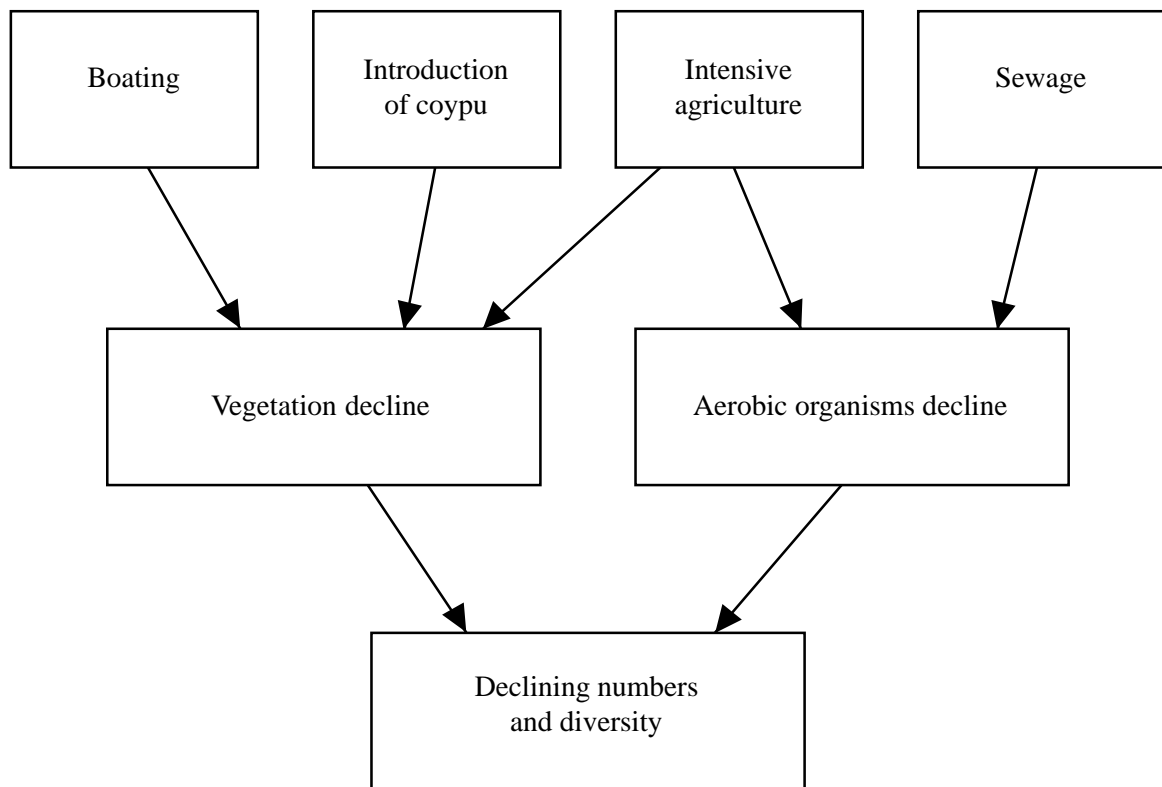 Boating
Introduction
of coypu
Intensive
agriculture
Sewage
Vegetation decline
Aerobic organisms decline
Declining numbers
and diversity